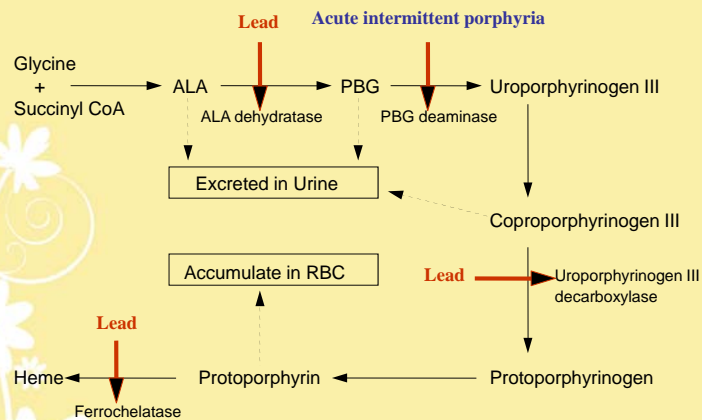 Lead
Acute intermittent porphyria
Glycine
+
Succinyl CoA
ALA
PBG
Uroporphyrinogen III
ALA dehydratase
PBG deaminase
Excreted in Urine
Coproporphyrinogen III
Accumulate in RBC
Lead
Uroporphyrinogen III
decarboxylase
Lead
Heme
Protoporphyrin
Protoporphyrinogen
Ferrochelatase